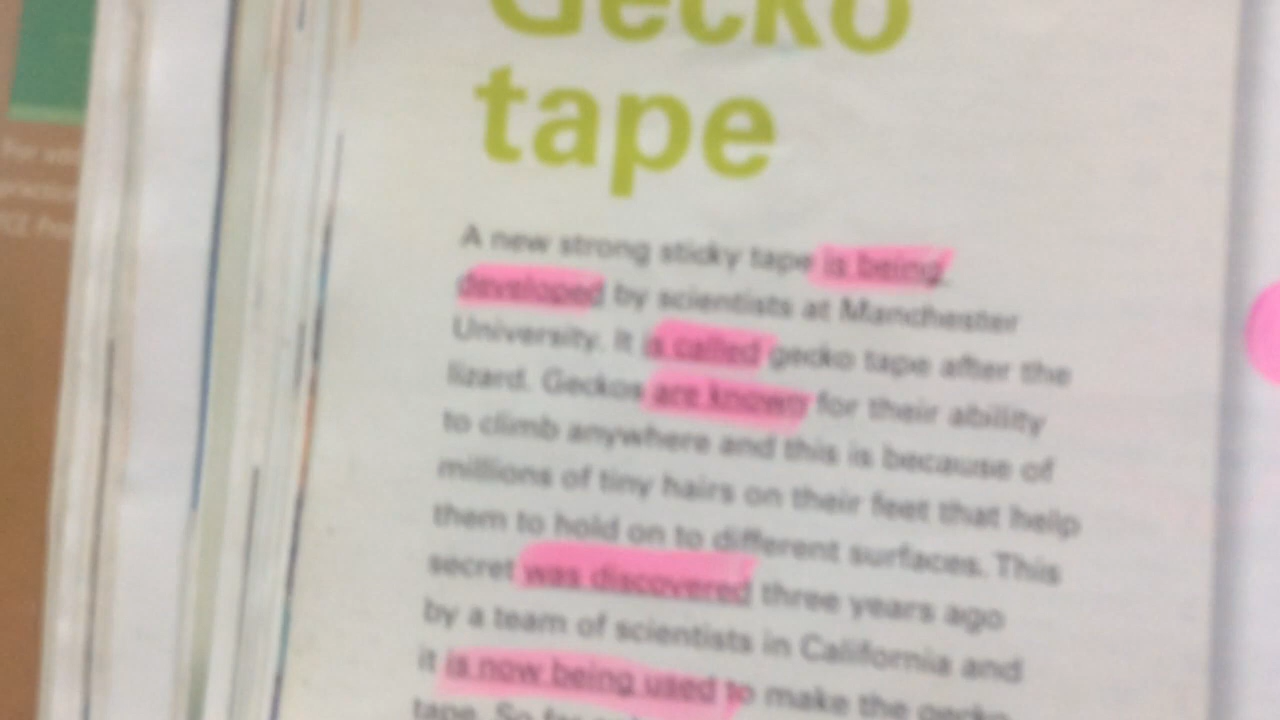 Gecko
tape
A new strong sticky tape is being
developed by scientists at Manchester
University. It is called gecko tape after the
lizard. Geckos are known for their ability
to climb anywhere and this is because of
millions of tiny hairs on their feet that help
them to hold on to different surfaces. This
secret was discovered three years ago
by a team of scientists in California and
it is now being used to make the gecko
tape. So far